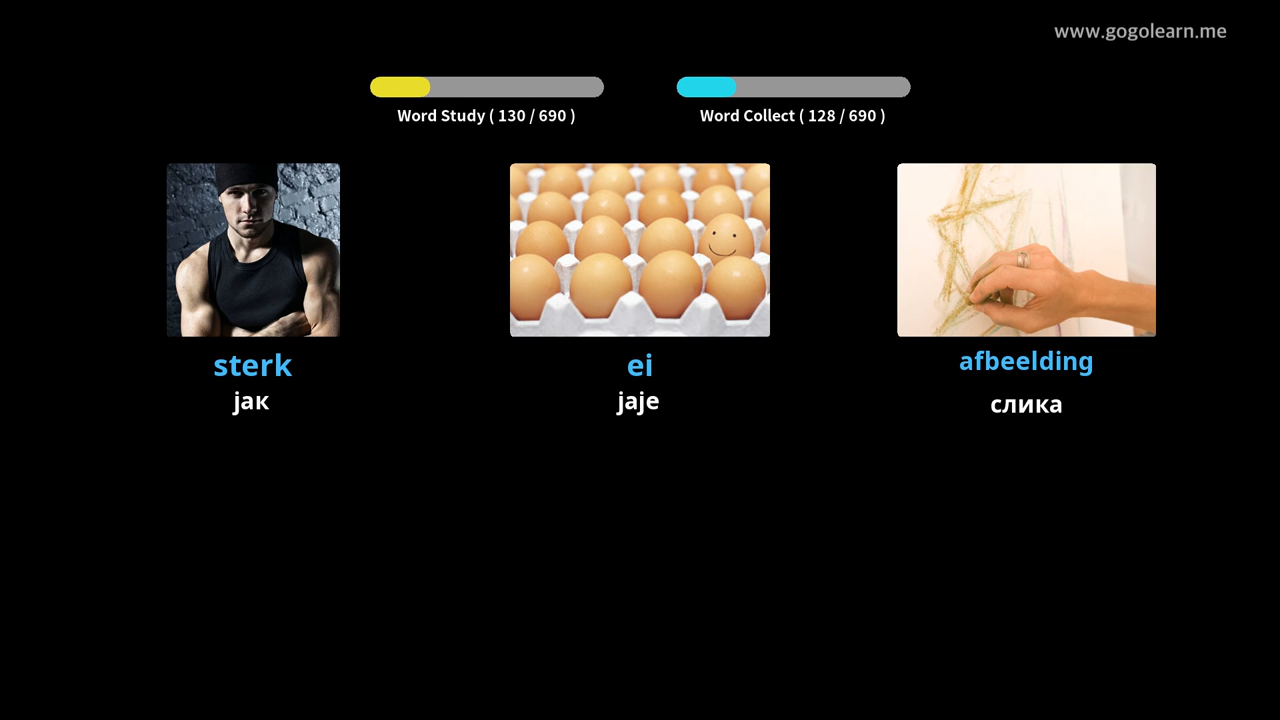 www.gogolearn.me
Word Study ( 130 / 690 )
Word Collect ( 128 / 690 )
sterk
јак
ei
јаје
afbeelding
слика